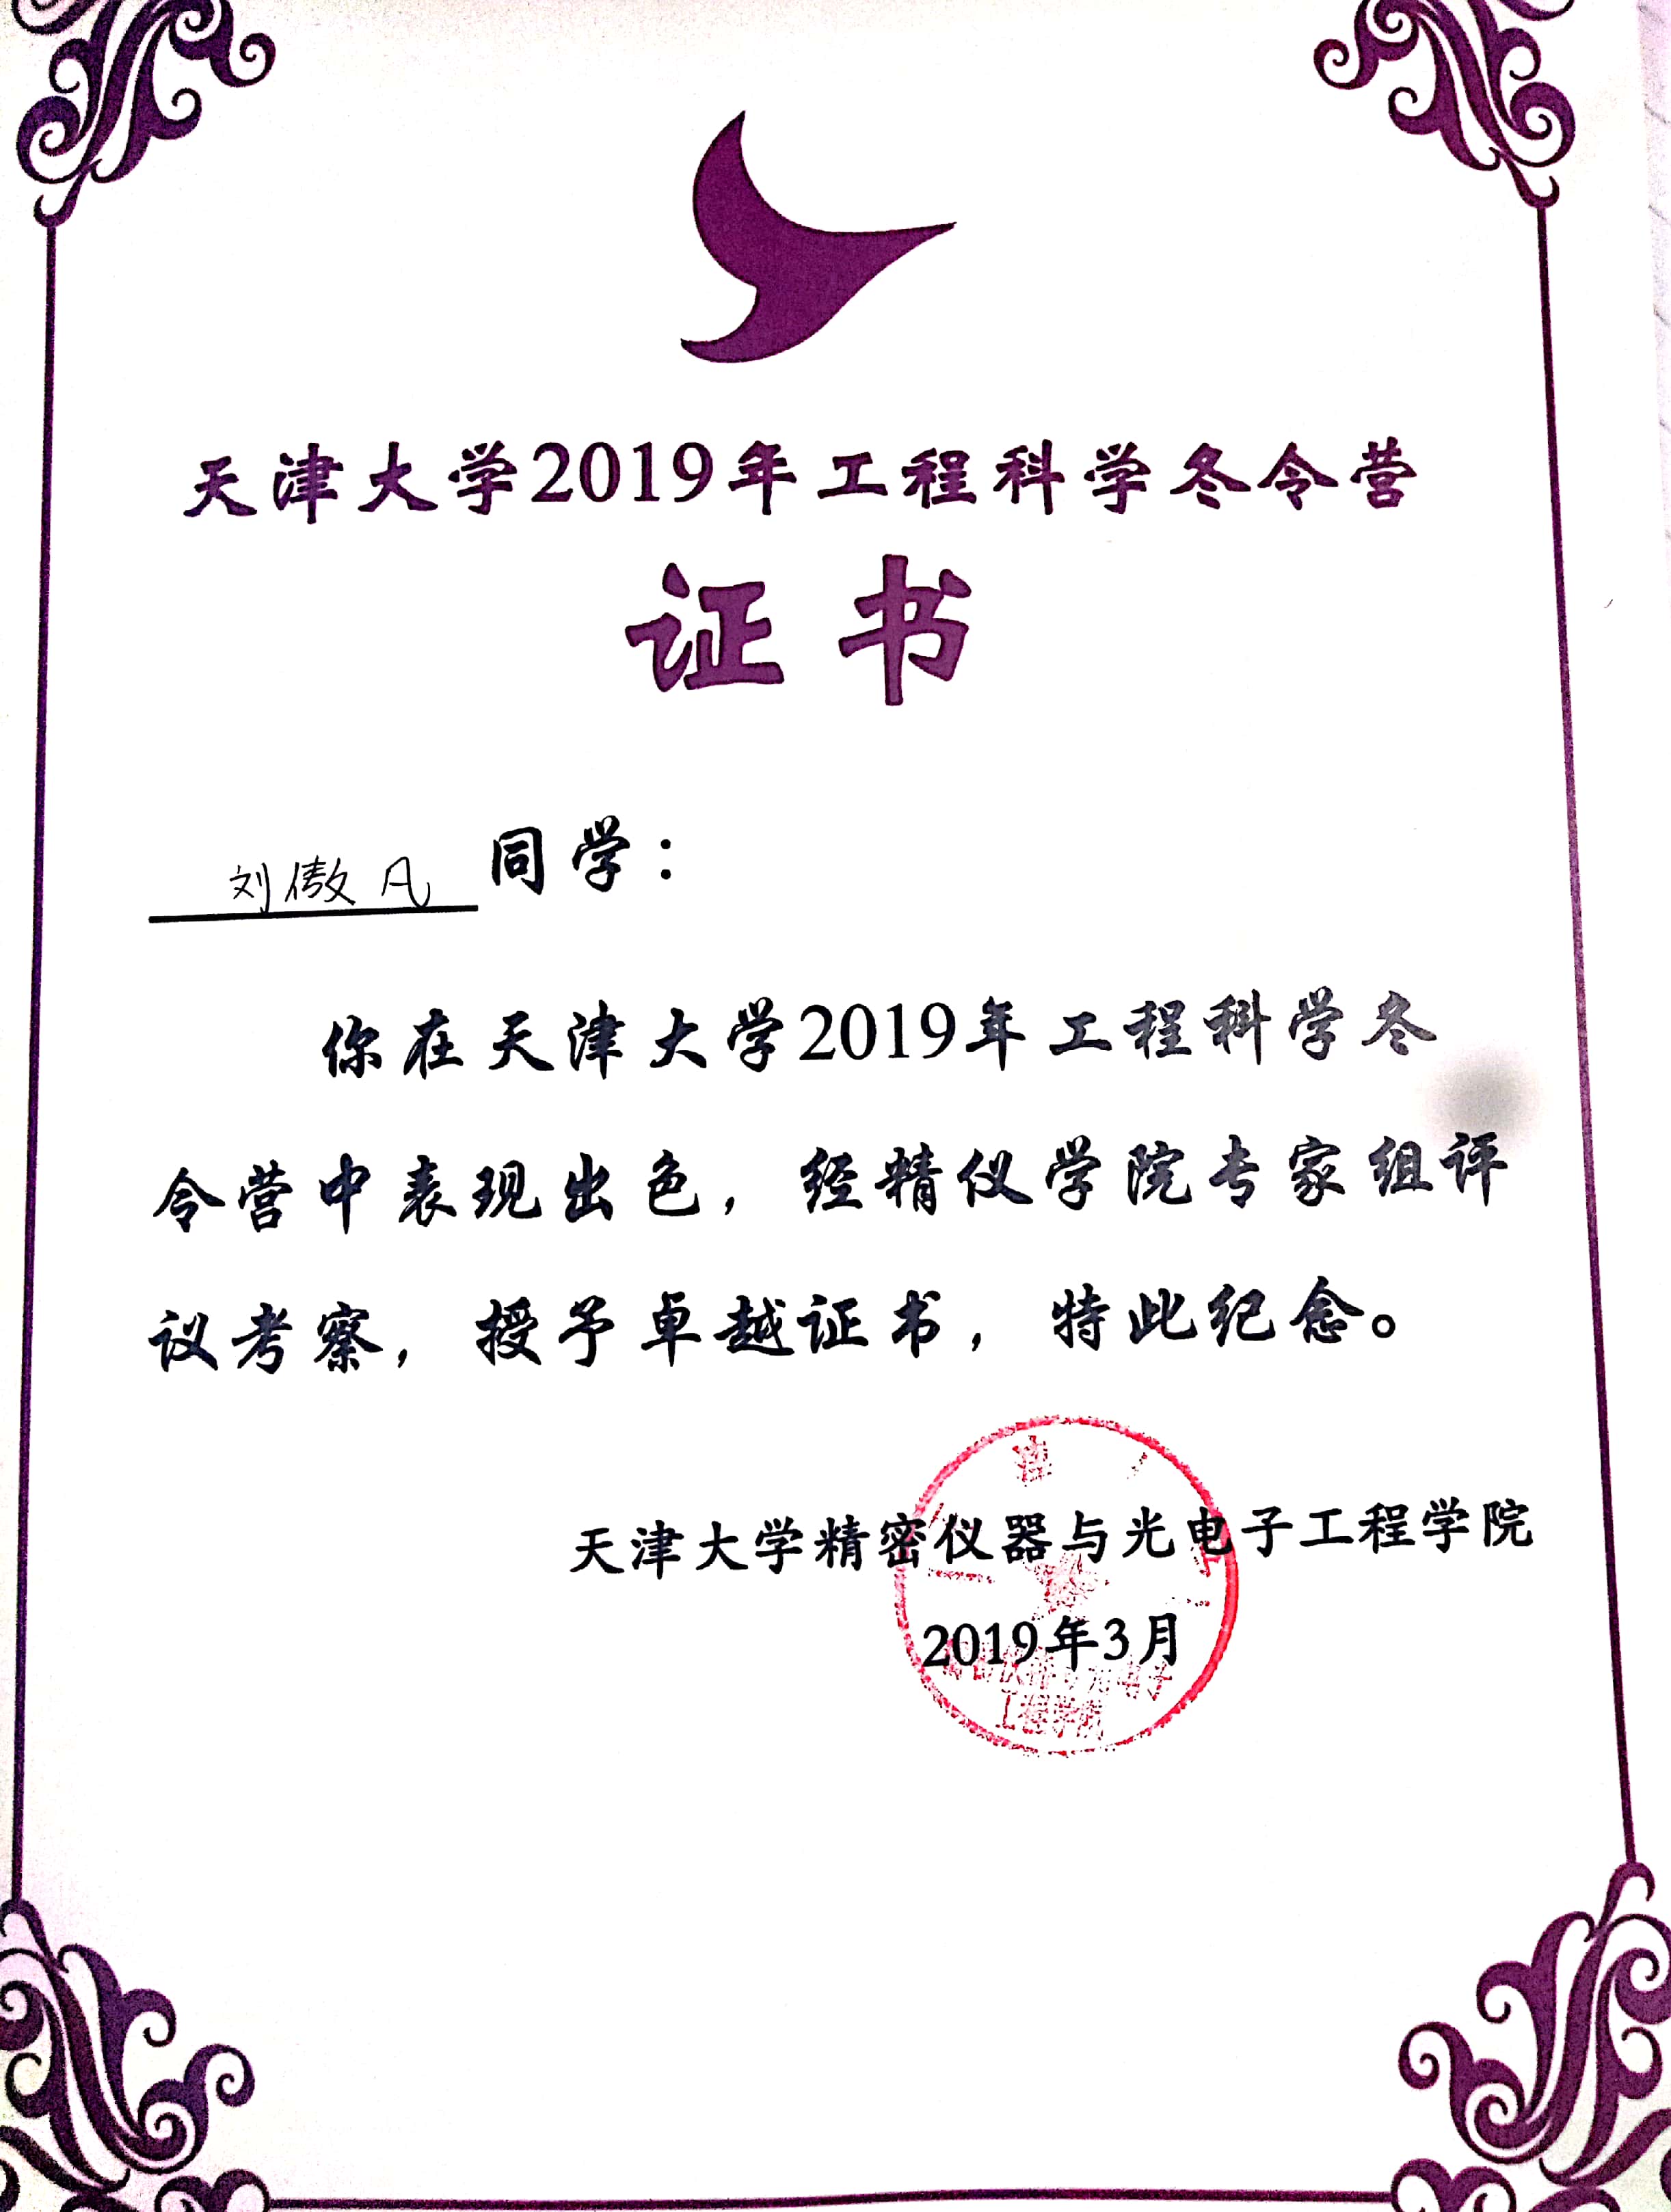 天津大学2019年工程科学冬令营
证书
刘傲凡同学：
你在天津大学2019年工程科学冬
令营中表现出色，经精仪学院专家组评
议考察，授予卓越证书，特此纪念。
天津大学精密仪器与光电子工程学院
2019年3月
工程学院